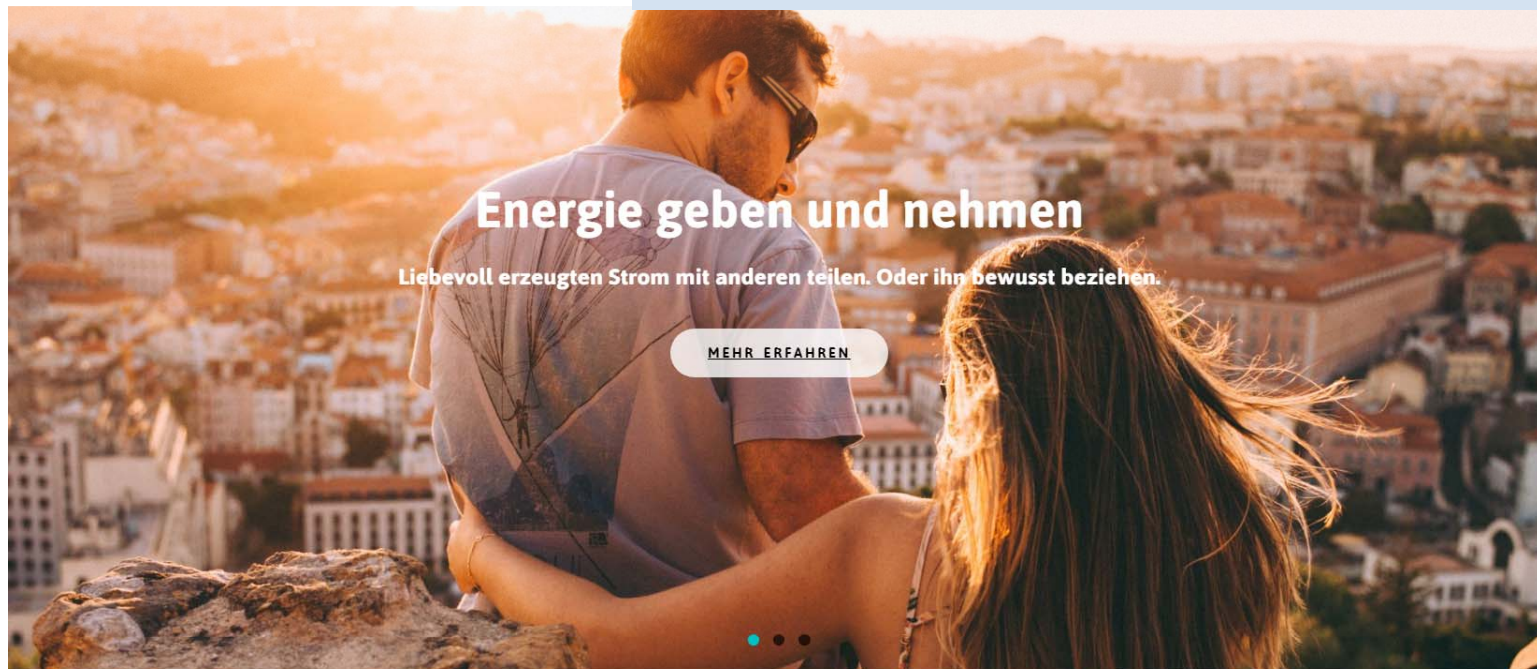 Energie geben und nehmen
Liebevoll erzeugten Strom mit anderen teilen. Oder ihn bewusst beziehen.
MEHR ERFAHREN